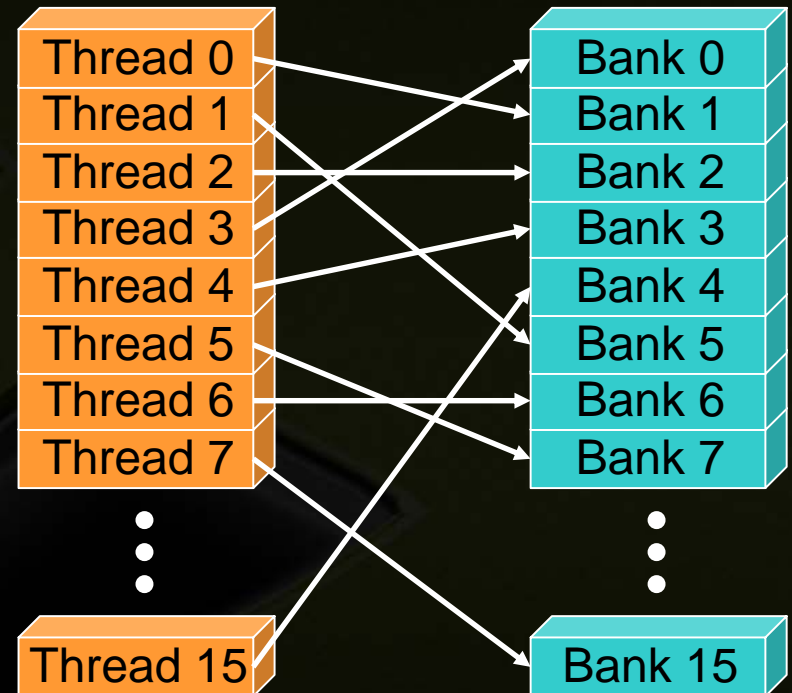 Thread 0
Bank 0
Thread 1
Bank 1
Thread 2
Bank 2
Thread 3
Bank 3
Thread 4
Bank 4
Thread 5
Bank 5
Thread 6
Bank 6
Thread 7
Bank 7
Thread 15
Bank 15